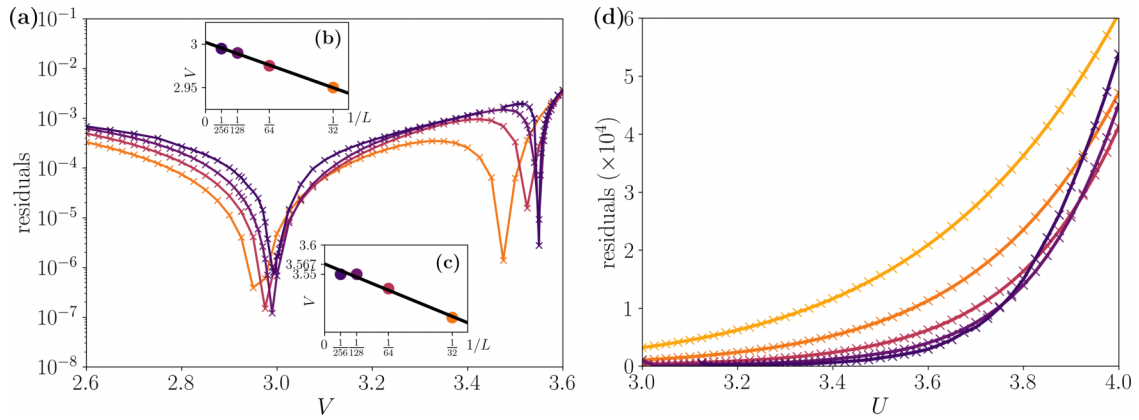 (a)
residuals
10⁻¹
10⁻²
10⁻³
10⁻⁴
10⁻⁵
10⁻⁶
10⁻⁷
10⁻⁸
2.6 2.8 3.0 3.2 3.4 3.6
V
(b)
V
3
2.95
0 1/256 1/128 1/64 1/32 1/L
(c)
V
3.6
3.567
3.55
0 1/256 1/128 1/64 1/32 1/L
(d)
residuals (×10⁴)
6
5
4
3
2
1
0
3.0 3.2 3.4 3.6 3.8 4.0
U